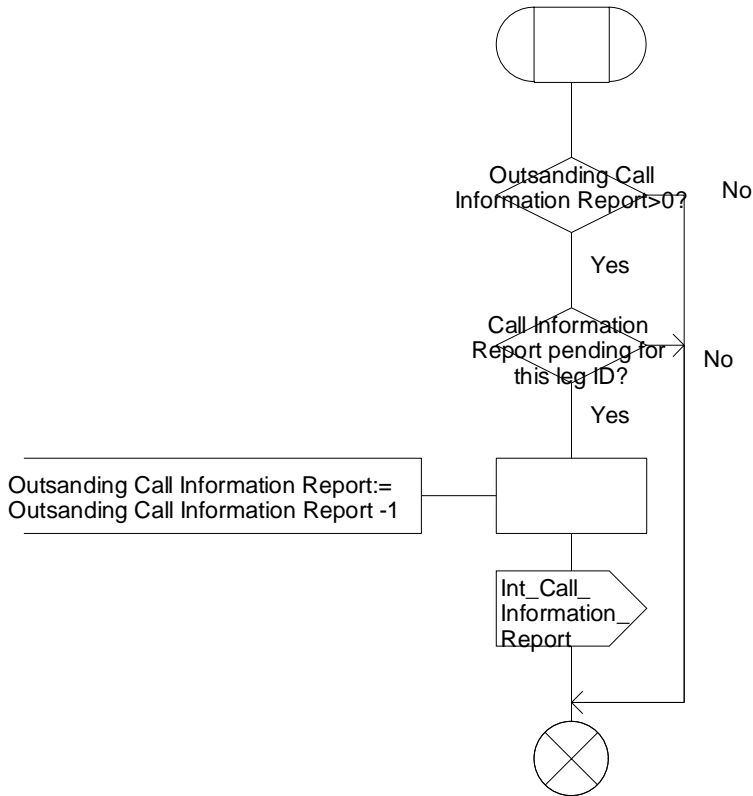 Outsanding Call
Information Report>0?
No
Yes
Call Information
Report pending for
this leg ID?
No
Yes
Outsanding Call Information Report:=
Outsanding Call Information Report -1
Int_Call_
Information_
Report